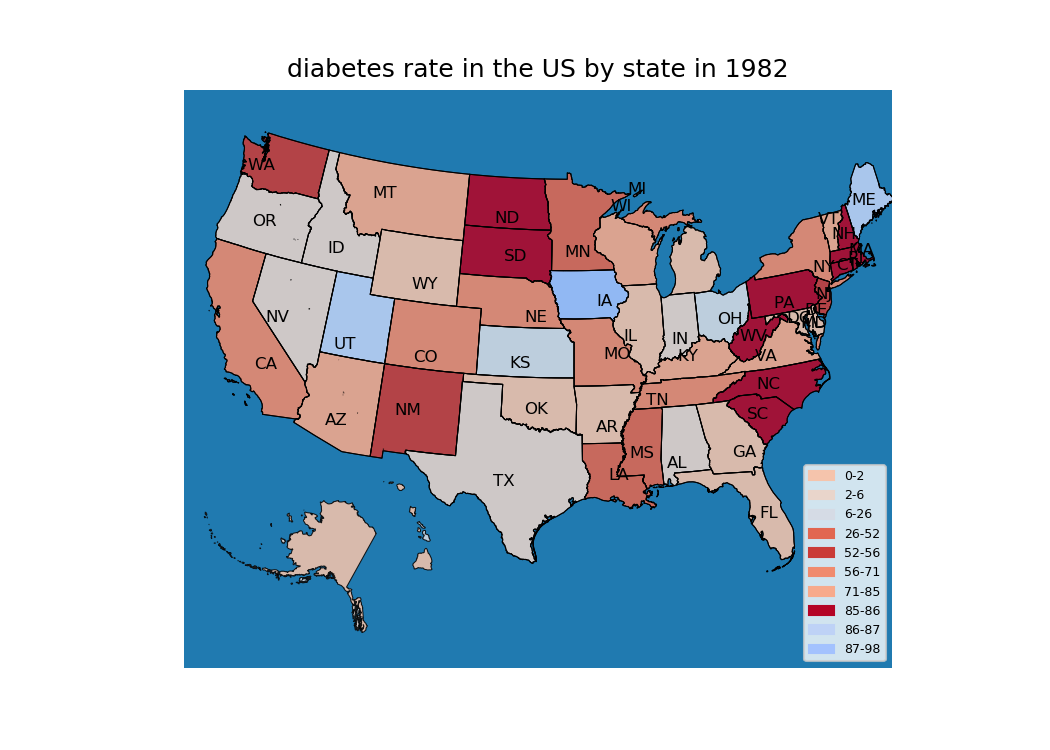 diabetes rate in the US by state in 1982
WA
MT
ND
MI
WI
ME
OR
ID
SD
MN
VT
NH
MA
WY
NY
CT
NV
UT
CO
NE
IA
IL
IN
OH
PA
NJ
DE
DC
MD
CA
KS
MO
KY
WV
VA
AZ
NM
OK
AR
TN
NC
SC
TX
LA
MS
AL
GA
FL
0-2
2-6
6-26
26-52
52-56
56-71
71-85
85-86
86-87
87-98